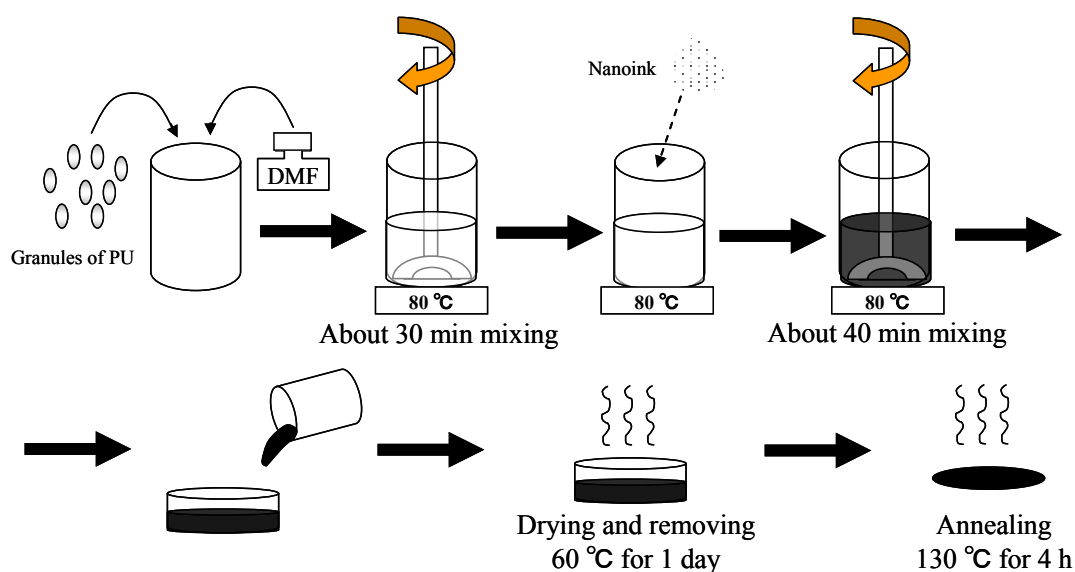 Nanoink
DMF
Granules of PU
80 ℃
80 ℃
80 ℃
About 30 min mixing
About 40 min mixing
Drying and removing
60 ℃ for 1 day
Annealing
130 ℃ for 4 h